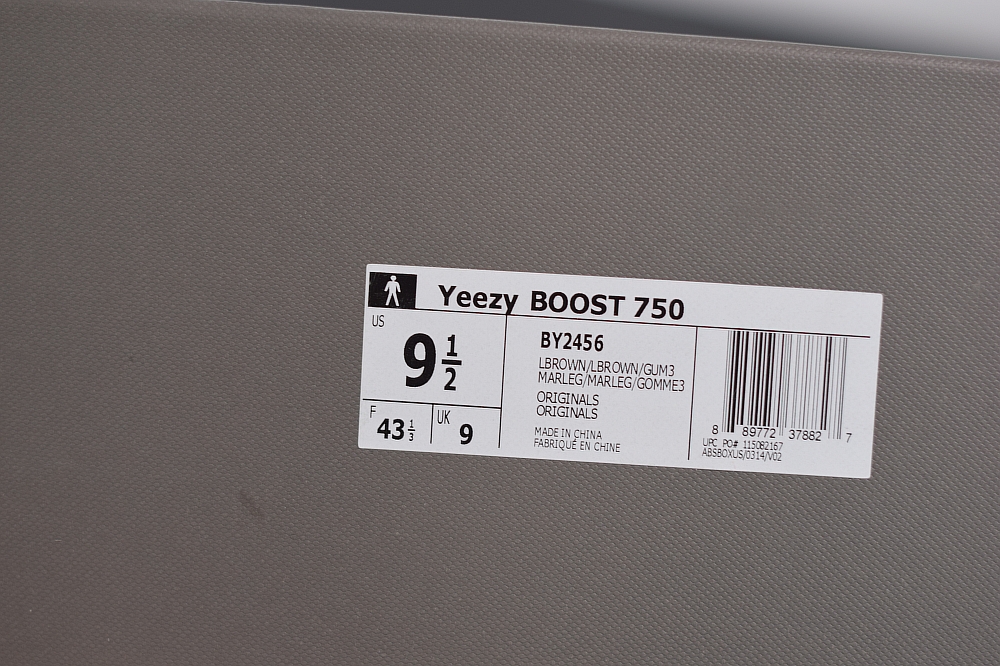 Yeezy BOOST 750
US
9 1/2
F
43 1/3
UK
9
BY2456
LBROWN/LBROWN/GUM3
MARLEG/MARLEG/GOMME3
ORIGINALS
ORIGINALS
MADE IN CHINA
FABRIQUÉ EN CHINE
8 89772 37882 7
UPC PO# 115082167
ABSBOXUS/0314/V02